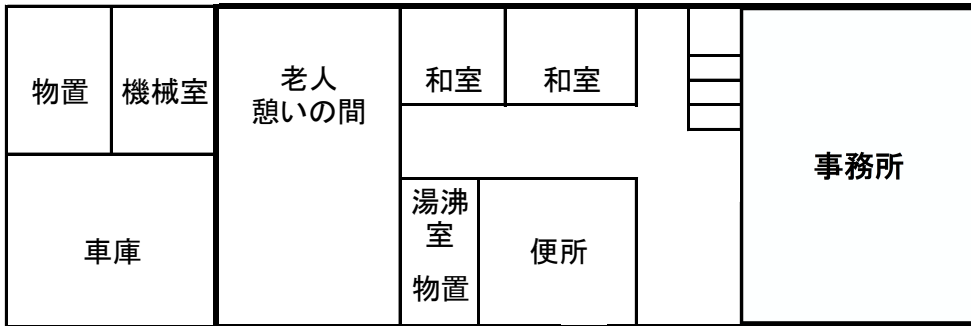 物置
機械室
車庫
老人
憩いの間
和室
和室
湯沸
室
物置
便所
事務所